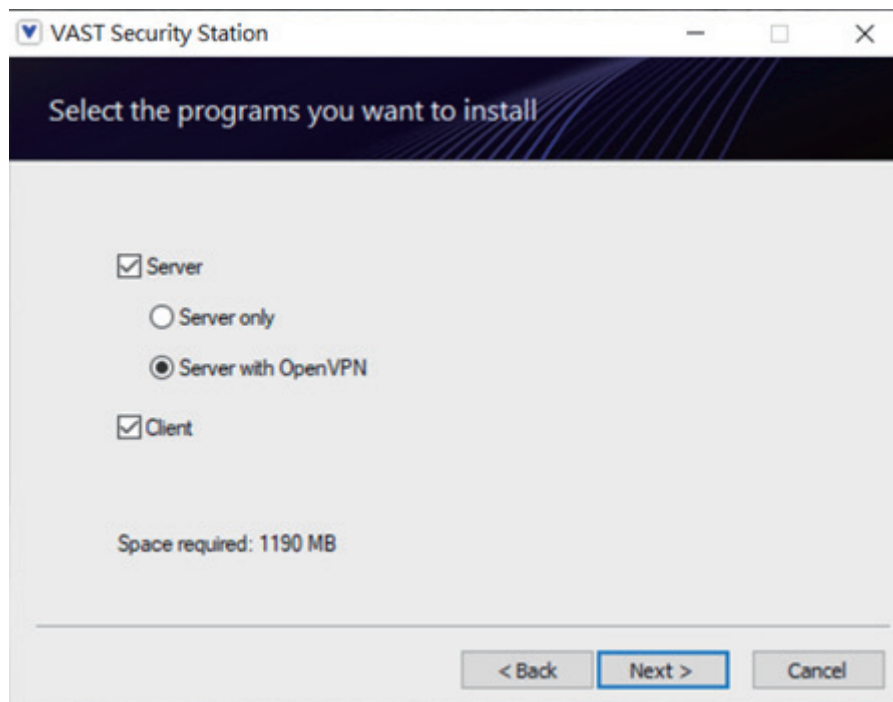 VAST Security Station
Select the programs you want to install
Server
Server only
Server with OpenVPN
Client
Space required: 1190 MB
< Back Next > Cancel